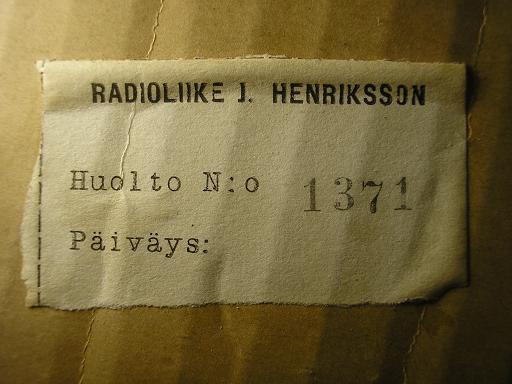 RADIOLIIKE J. HENRIKSSON
Huolto N:o 1371
Päiväys: